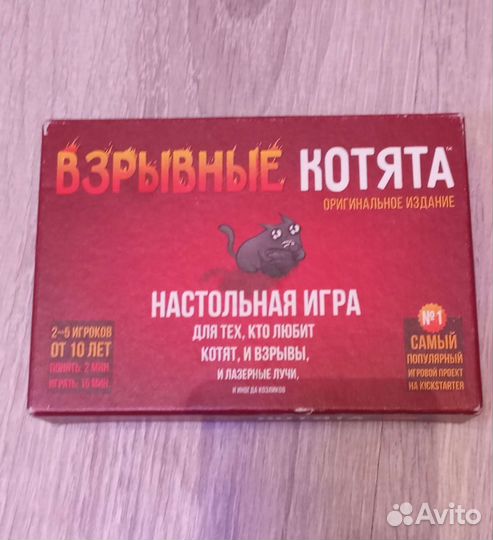 ВЗРЫВНЫЕ КОТЯТА™
ОРИГИНАЛЬНОЕ ИЗДАНИЕ
НАСТОЛЬНАЯ ИГРА
ДЛЯ ТЕХ, КТО ЛЮБИТ
КОТЯТ, И ВЗРЫВЫ,
И ЛАЗЕРНЫЕ ЛУЧИ,
И ИНОГДА КОЗЛИКОВ
2–5 ИГРОКОВ
ОТ 10 ЛЕТ
ПОНЯТЬ: 2 МИН.
ИГРАТЬ: 15 МИН.
№1
САМЫЙ
ПОПУЛЯРНЫЙ
ИГРОВОЙ ПРОЕКТ
НА KICKSTARTER
Avito